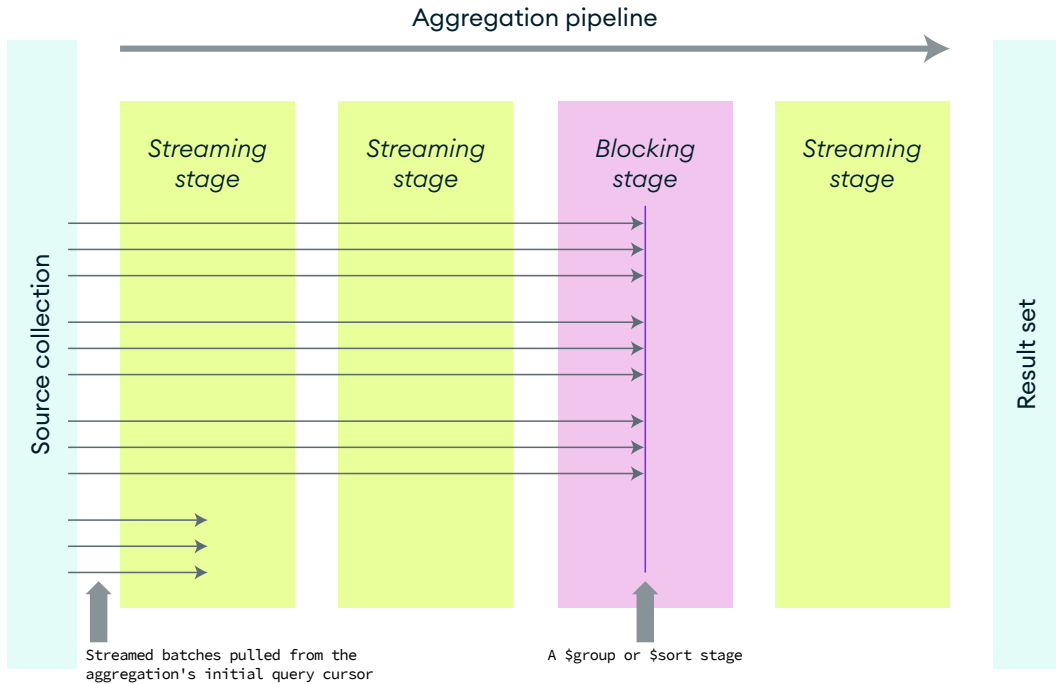 Aggregation pipeline
Streaming
stage
Streaming
stage
Blocking
stage
Streaming
stage
Source collection
Result set
Streamed batches pulled from the
aggregation's initial query cursor
A $group or $sort stage